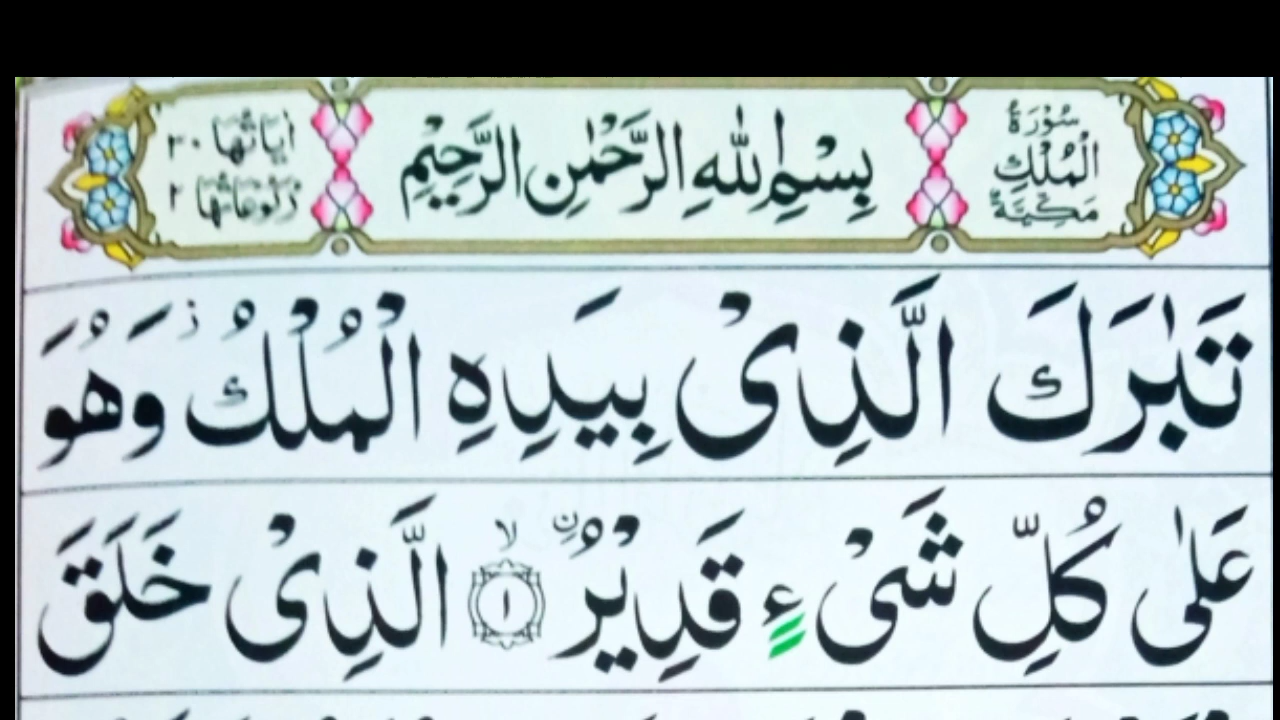 سُوْرَةُ
الْمُلْكِ
مَكِّيَّةٌ
بِسْمِ اللّٰهِ الرَّحْمٰنِ الرَّحِيْمِ
اٰيَاتُهَا ٣٠
رُكُوْعَاتُهَا ٢
تَبٰرَكَ الَّذِىْ بِيَدِهِ الْمُلْكُ ز وَهُوَ
عَلٰى كُلِّ شَىْءٍ قَدِيْرُ ۨ ۙ ١ الَّذِىْ خَلَقَ